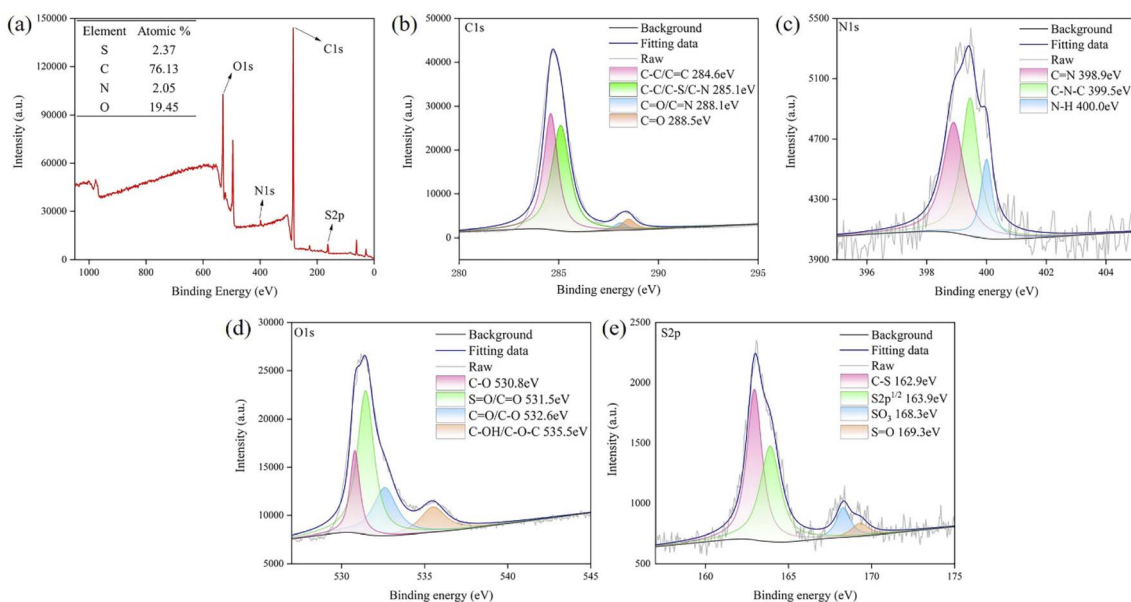 (a)
Element Atomic %
S 2.37
C 76.13
N 2.05
O 19.45
C1s
O1s
N1s
S2p
Intensity (a.u.)
150000
120000
90000
60000
30000
0
1000 800 600 400 200 0
Binding Energy (eV)
(b)
C1s
Background
Fitting data
Raw
C-C/C=C 284.6eV
C-C/C-S/C-N 285.1eV
C=O/C=N 288.1eV
C=O 288.5eV
Intensity (a.u.)
50000
40000
30000
20000
10000
0
280 285 290 295
Binding energy (eV)
(c)
N1s
Background
Fitting data
Raw
C=N 398.9eV
C-N-C 399.5eV
N-H 400.0eV
Intensity (a.u.)
5500
5100
4700
4300
3900
396 398 400 402 404
Binding energy (eV)
(d)
O1s
Background
Fitting data
Raw
C-O 530.8eV
S=O/C=O 531.5eV
C=O/C-O 532.6eV
C-OH/C-O-C 535.5eV
Intensity (a.u.)
30000
25000
20000
15000
10000
5000
530 535 540 545
Binding energy (eV)
(e)
S2p
Background
Fitting data
Raw
C-S 162.9eV
S2p1/2 163.9eV
SO3 168.3eV
S=O 169.3eV
Intensity (a.u.)
2500
2000
1500
1000
500
160 165 170 175
Binding energy (eV)